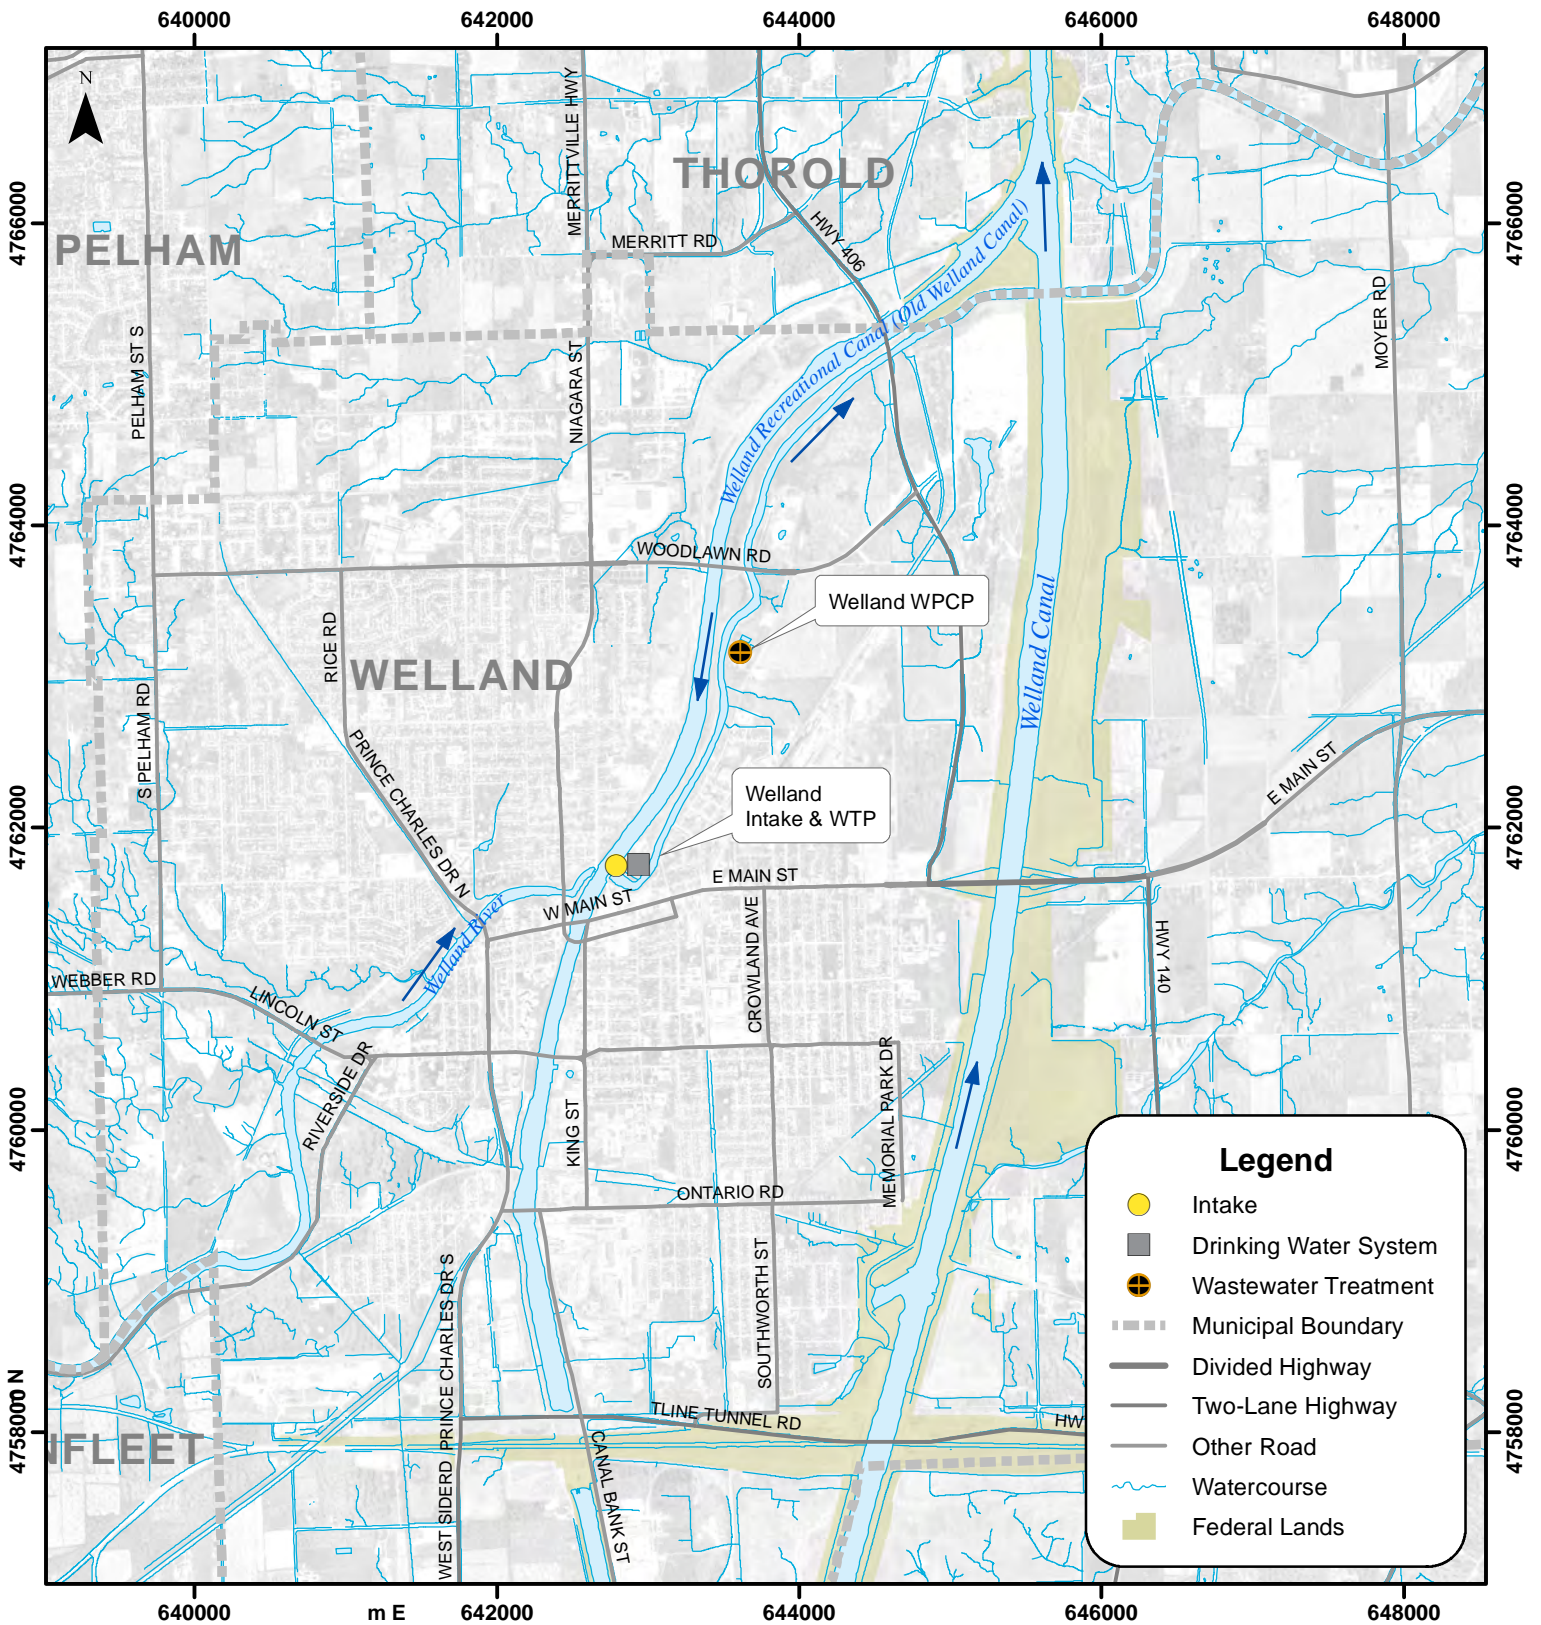 640000
642000
644000
646000
648000
N
MERRITTVILLE HWY
THOROLD
4766000
4766000
PELHAM
MERRITT RD
HWY 406
Welland Recreational Canal (Old Welland Canal)
PELHAM ST S
NIAGARA ST
MOYER RD
4764000
4764000
WOODLAWN RD
Welland WPCP
RICE RD
WELLAND
Welland Canal
S PELHAM RD
PRINCE CHARLES DR N
E MAIN ST
Welland
Intake & WTP
4762000
4762000
E MAIN ST
W MAIN ST
Welland River
CROWLAND AVE
HWY 140
WEBBER RD
LINCOLN ST
RIVERSIDE DR
MEMORIAL PARK DR
KING ST
4760000
4760000
ONTARIO RD
SOUTHWORTH ST
WEST SIDERD PRINCE CHARLES DR S
4758000 N
4758000
TLINE TUNNEL RD
HW
NFLEET
CANAL BANK ST
Legend
Intake
Drinking Water System
Wastewater Treatment
Municipal Boundary
Divided Highway
Two-Lane Highway
Other Road
Watercourse
Federal Lands
640000
m E
642000
644000
646000
648000